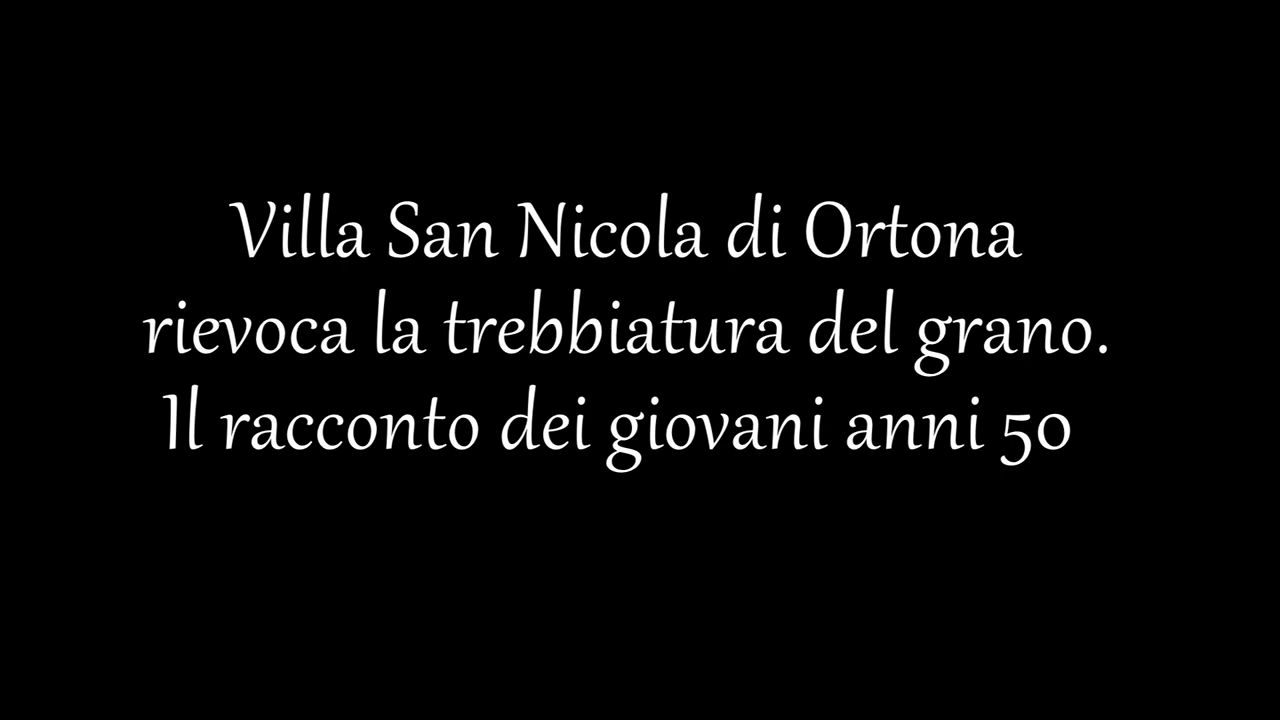 Villa San Nicola di Ortona
rievoca la trebbiatura del grano.
Il racconto dei giovani anni 50